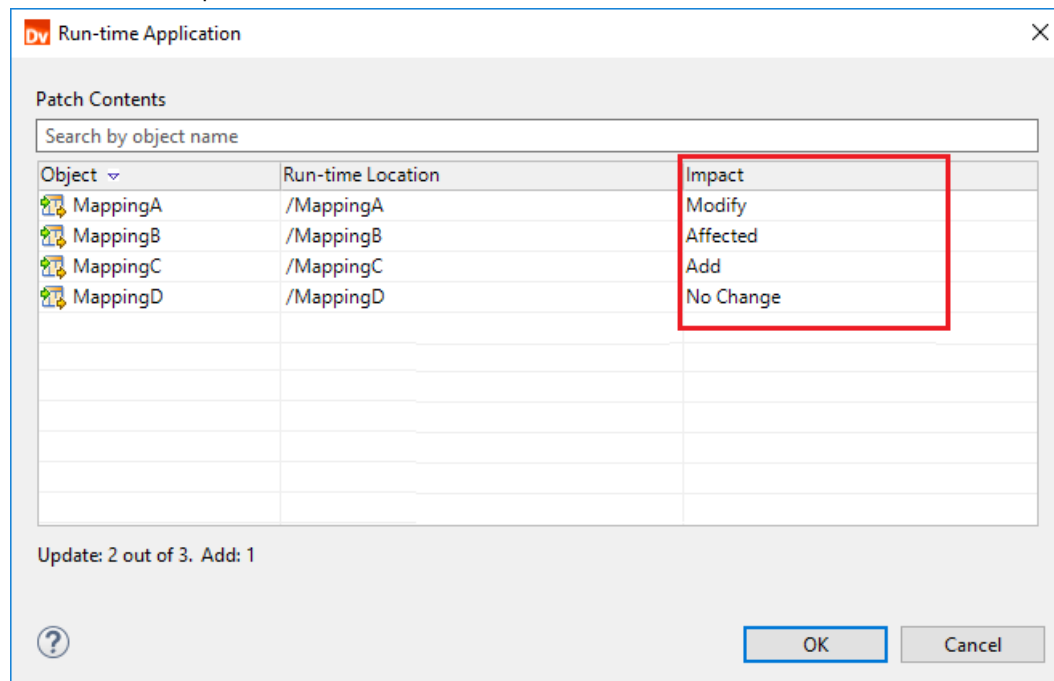 Dv Run-time Application
Patch Contents
Search by object name
Object Run-time Location Impact
MappingA /MappingA Modify
MappingB /MappingB Affected
MappingC /MappingC Add
MappingD /MappingD No Change
Update: 2 out of 3. Add: 1
? OK Cancel